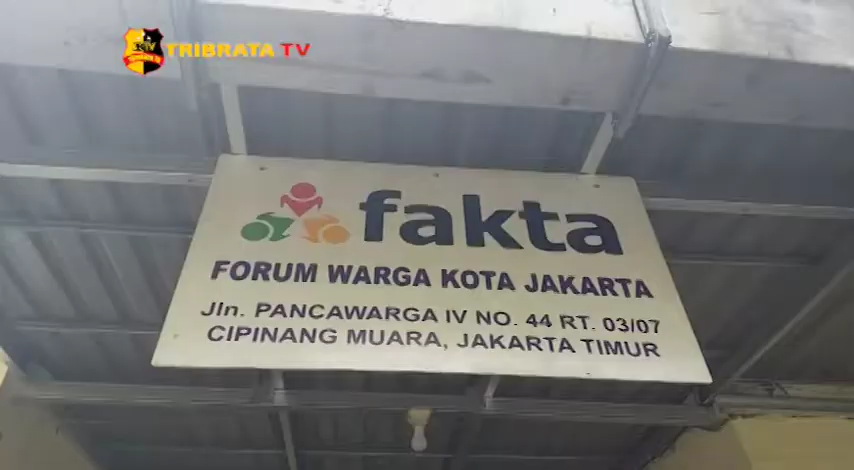 TRIBRATA TV
fakta
FORUM WARGA KOTA JAKARTA
Jln. PANCAWARGA IV NO. 44 RT. 03/07
CIPINANG MUARA, JAKARTA TIMUR